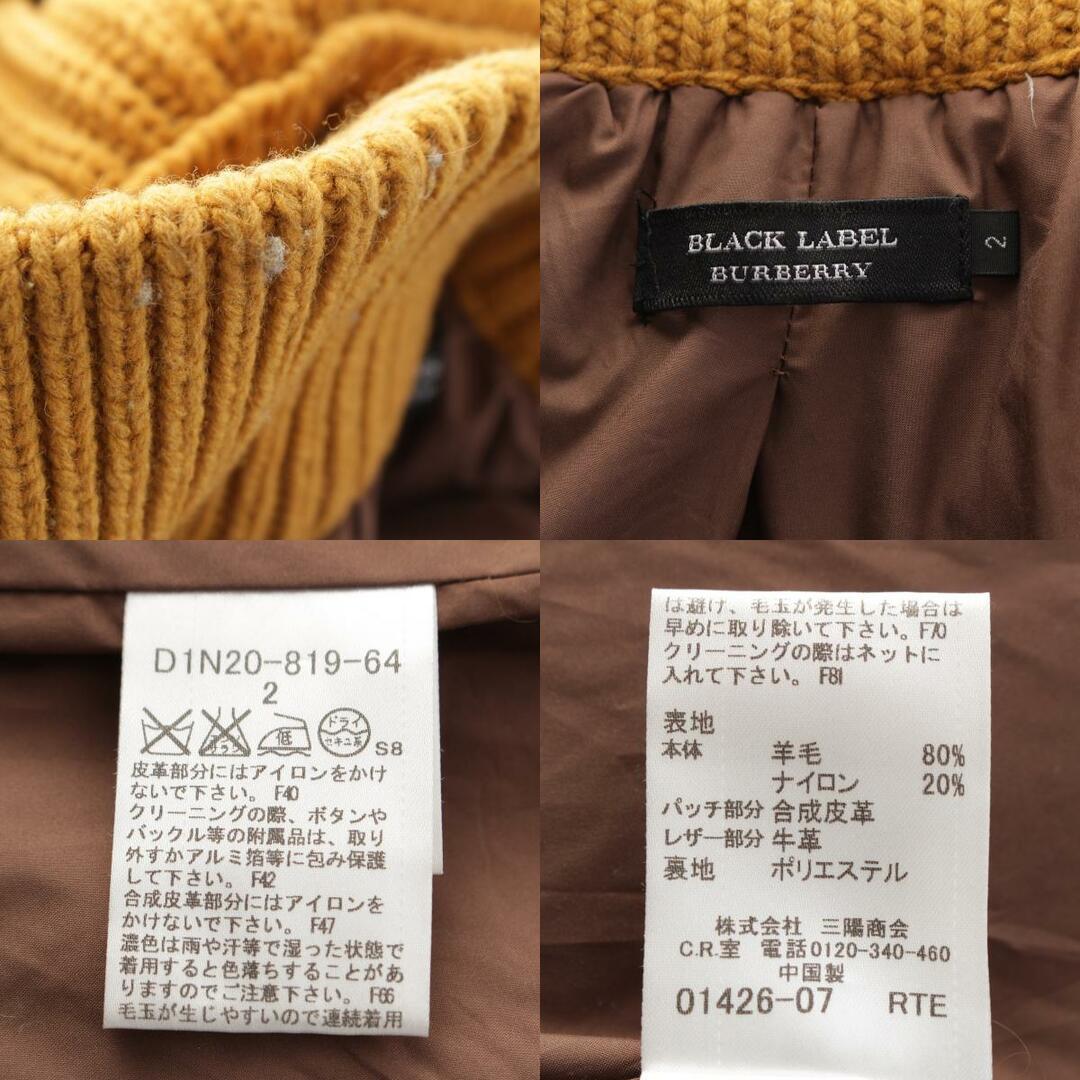 BLACK LABEL
BURBERRY
2
D1N20-819-64
2
サラシ
低
ドライ
セキユ系
S8
皮革部分にはアイロンをかけ
ないで下さい。 F40
クリーニングの際、ボタンや
バックル等の附属品は、取り
外すかアルミ箔等に包み保護
して下さい。 F42
合成皮革部分にはアイロンを
かけないで下さい。 F47
濃色は雨や汗等で湿った状態で
着用すると色落ちすることがあ
りますのでご注意下さい。 F66
毛玉が生じやすいので連続着用
は避け、毛玉が発生した場合は
早めに取り除いて下さい。F70
クリーニングの際はネットに
入れて下さい。 F81
表地
本体 羊毛 80%
ナイロン 20%
パッチ部分 合成皮革
レザー部分 牛革
裏地 ポリエステル
株式会社 三陽商会
C.R.室 電話0120-340-460
中国製
01426-07 RTE